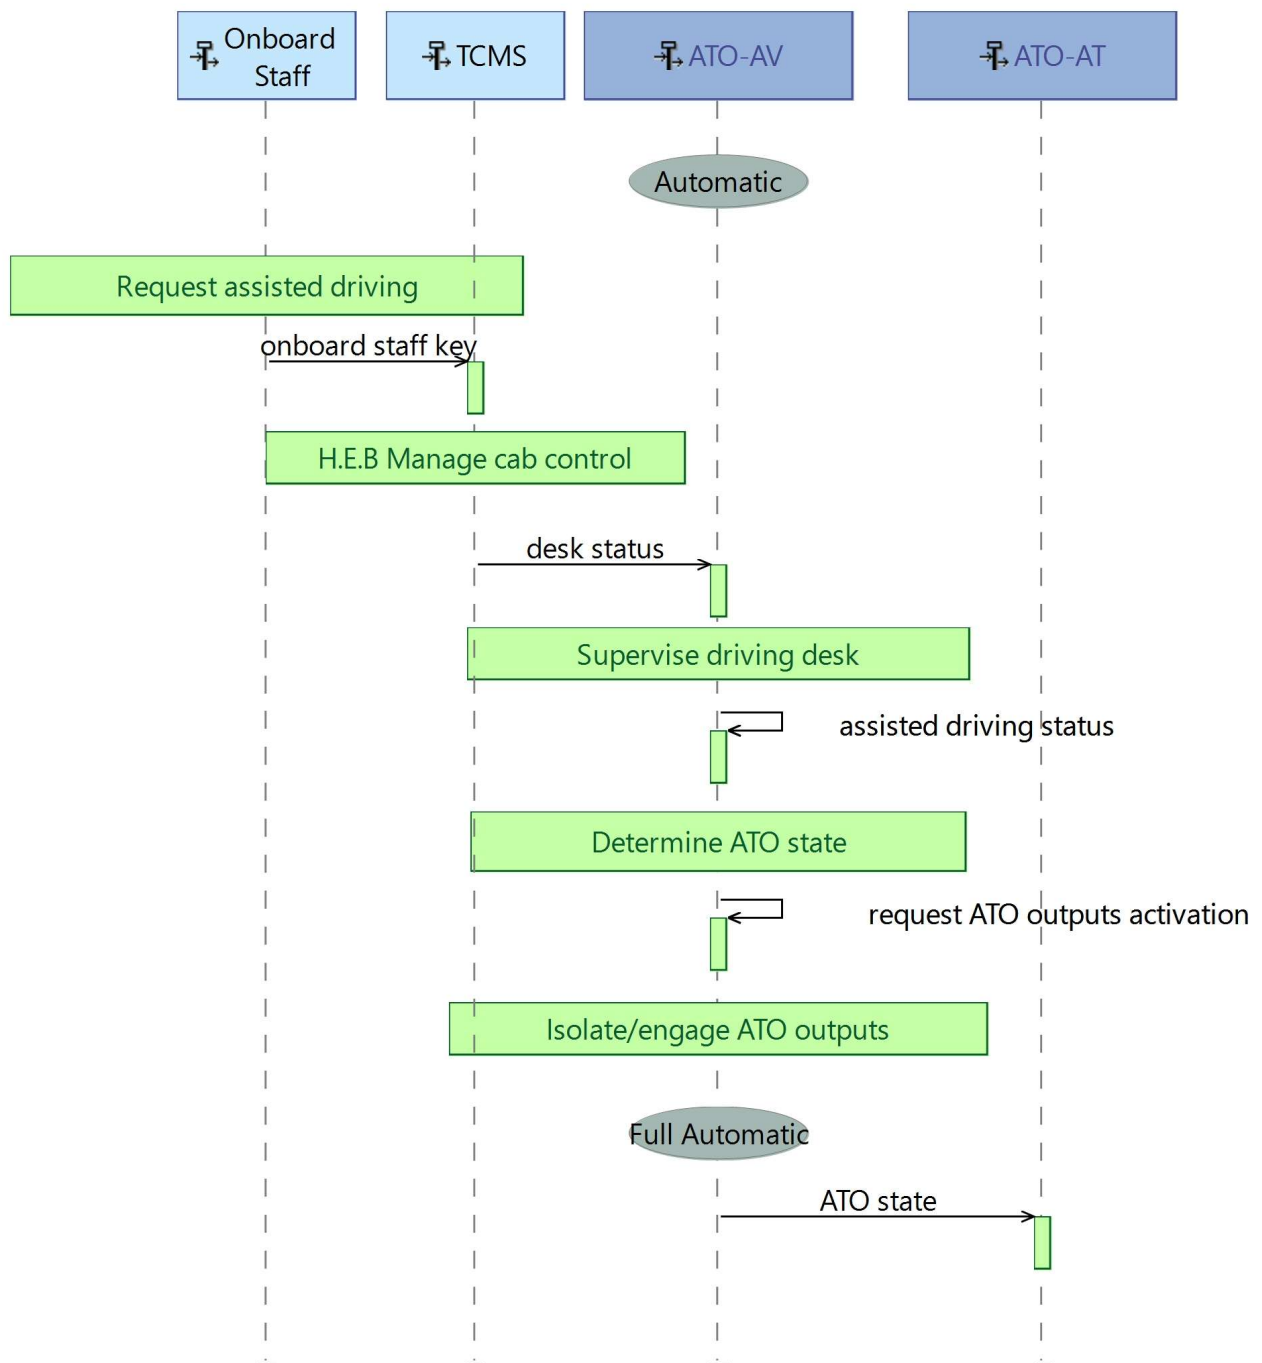 Onboard
Staff
TCMS
ATO-AV
ATO-AT
Automatic
Request assisted driving
onboard staff key
H.E.B Manage cab control
desk status
Supervise driving desk
assisted driving status
Determine ATO state
request ATO outputs activation
Isolate/engage ATO outputs
Full Automatic
ATO state